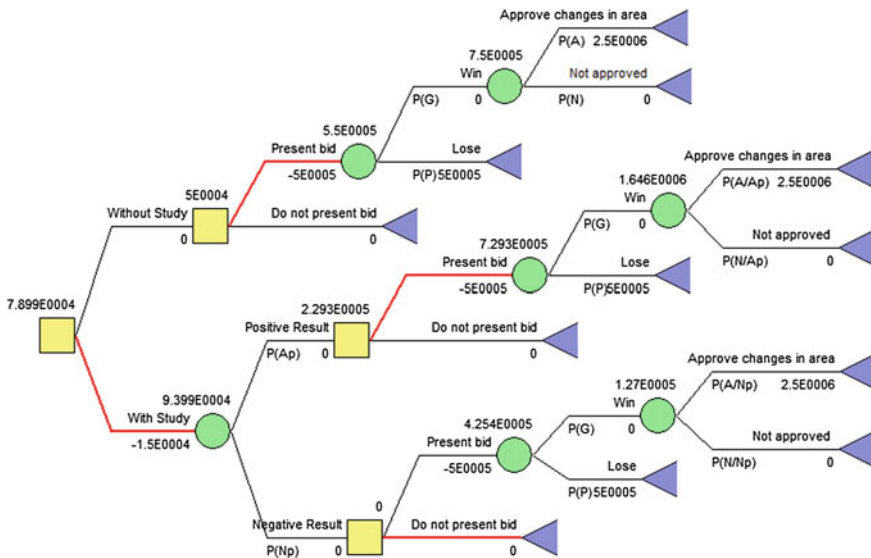 Approve changes in area
P(A) 2.5E0006
7.5E0005
Win
P(G) 0
Not approved
P(N) 0
5.5E0005
Present bid
-5E0005
Lose
P(P)5E0005
5E0004
Without Study
0
Do not present bid
0
Approve changes in area
P(A/Ap) 2.5E0006
1.646E0006
Win
P(G) 0
Not approved
P(N/Ap) 0
7.293E0005
Present bid
-5E0005
Lose
P(P)5E0005
7.899E0004
2.293E0005
Positive Result
P(Ap) 0
Do not present bid
0
9.399E0004
With Study
-1.5E0004
Approve changes in area
P(A/Np) 2.5E0006
1.27E0005
Win
P(G) 0
Not approved
P(N/Np) 0
4.254E0005
Present bid
-5E0005
Lose
P(P)5E0005
0
Negative Result
P(Np) 0
Do not present bid
0